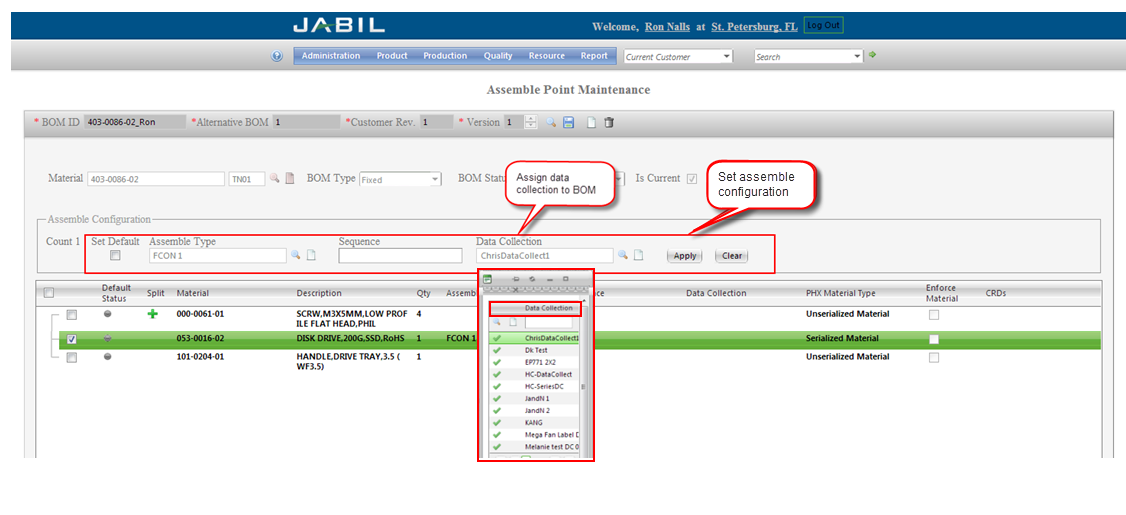 JABIL
Welcome, Ron Nalls at St. Petersburg, FL Log Out
Administration Product Production Quality Resource Report Current Customer Search
Assemble Point Maintenance
* BOM ID 403-0086-02_Ron *Alternative BOM 1 *Customer Rev. 1 * Version 1
Assign data
collection to BOM
Set assemble
configuration
Material 403-0086-02 TN01 BOM Type Fixed BOM Statu Is Current
Assemble Configuration
Count 1 Set Default Assemble Type Sequence Data Collection
FCON 1 ChrisDataCollect1 Apply Clear
Default
Status Split Material Description Qty Assemb ce Data Collection PHX Material Type Enforce
Material CRDs
Data Collection
000-0061-01 SCRW,M3X5MM,LOW PROF
ILE FLAT HEAD,PHIL 4 Unserialized Material
053-0016-02 DISK DRIVE,200G,SSD,RoHS 1 FCON 1 Serialized Material
101-0204-01 HANDLE,DRIVE TRAY,3.5 (
WF3.5) 1 Unserialized Material
ChrisDataCollect1
Dk Test
EP771 2X2
HC-DataCollect
HC-SeriesDC
JandN 1
JandN 2
KANG
Mega Fan Label D
Melanie test DC 0